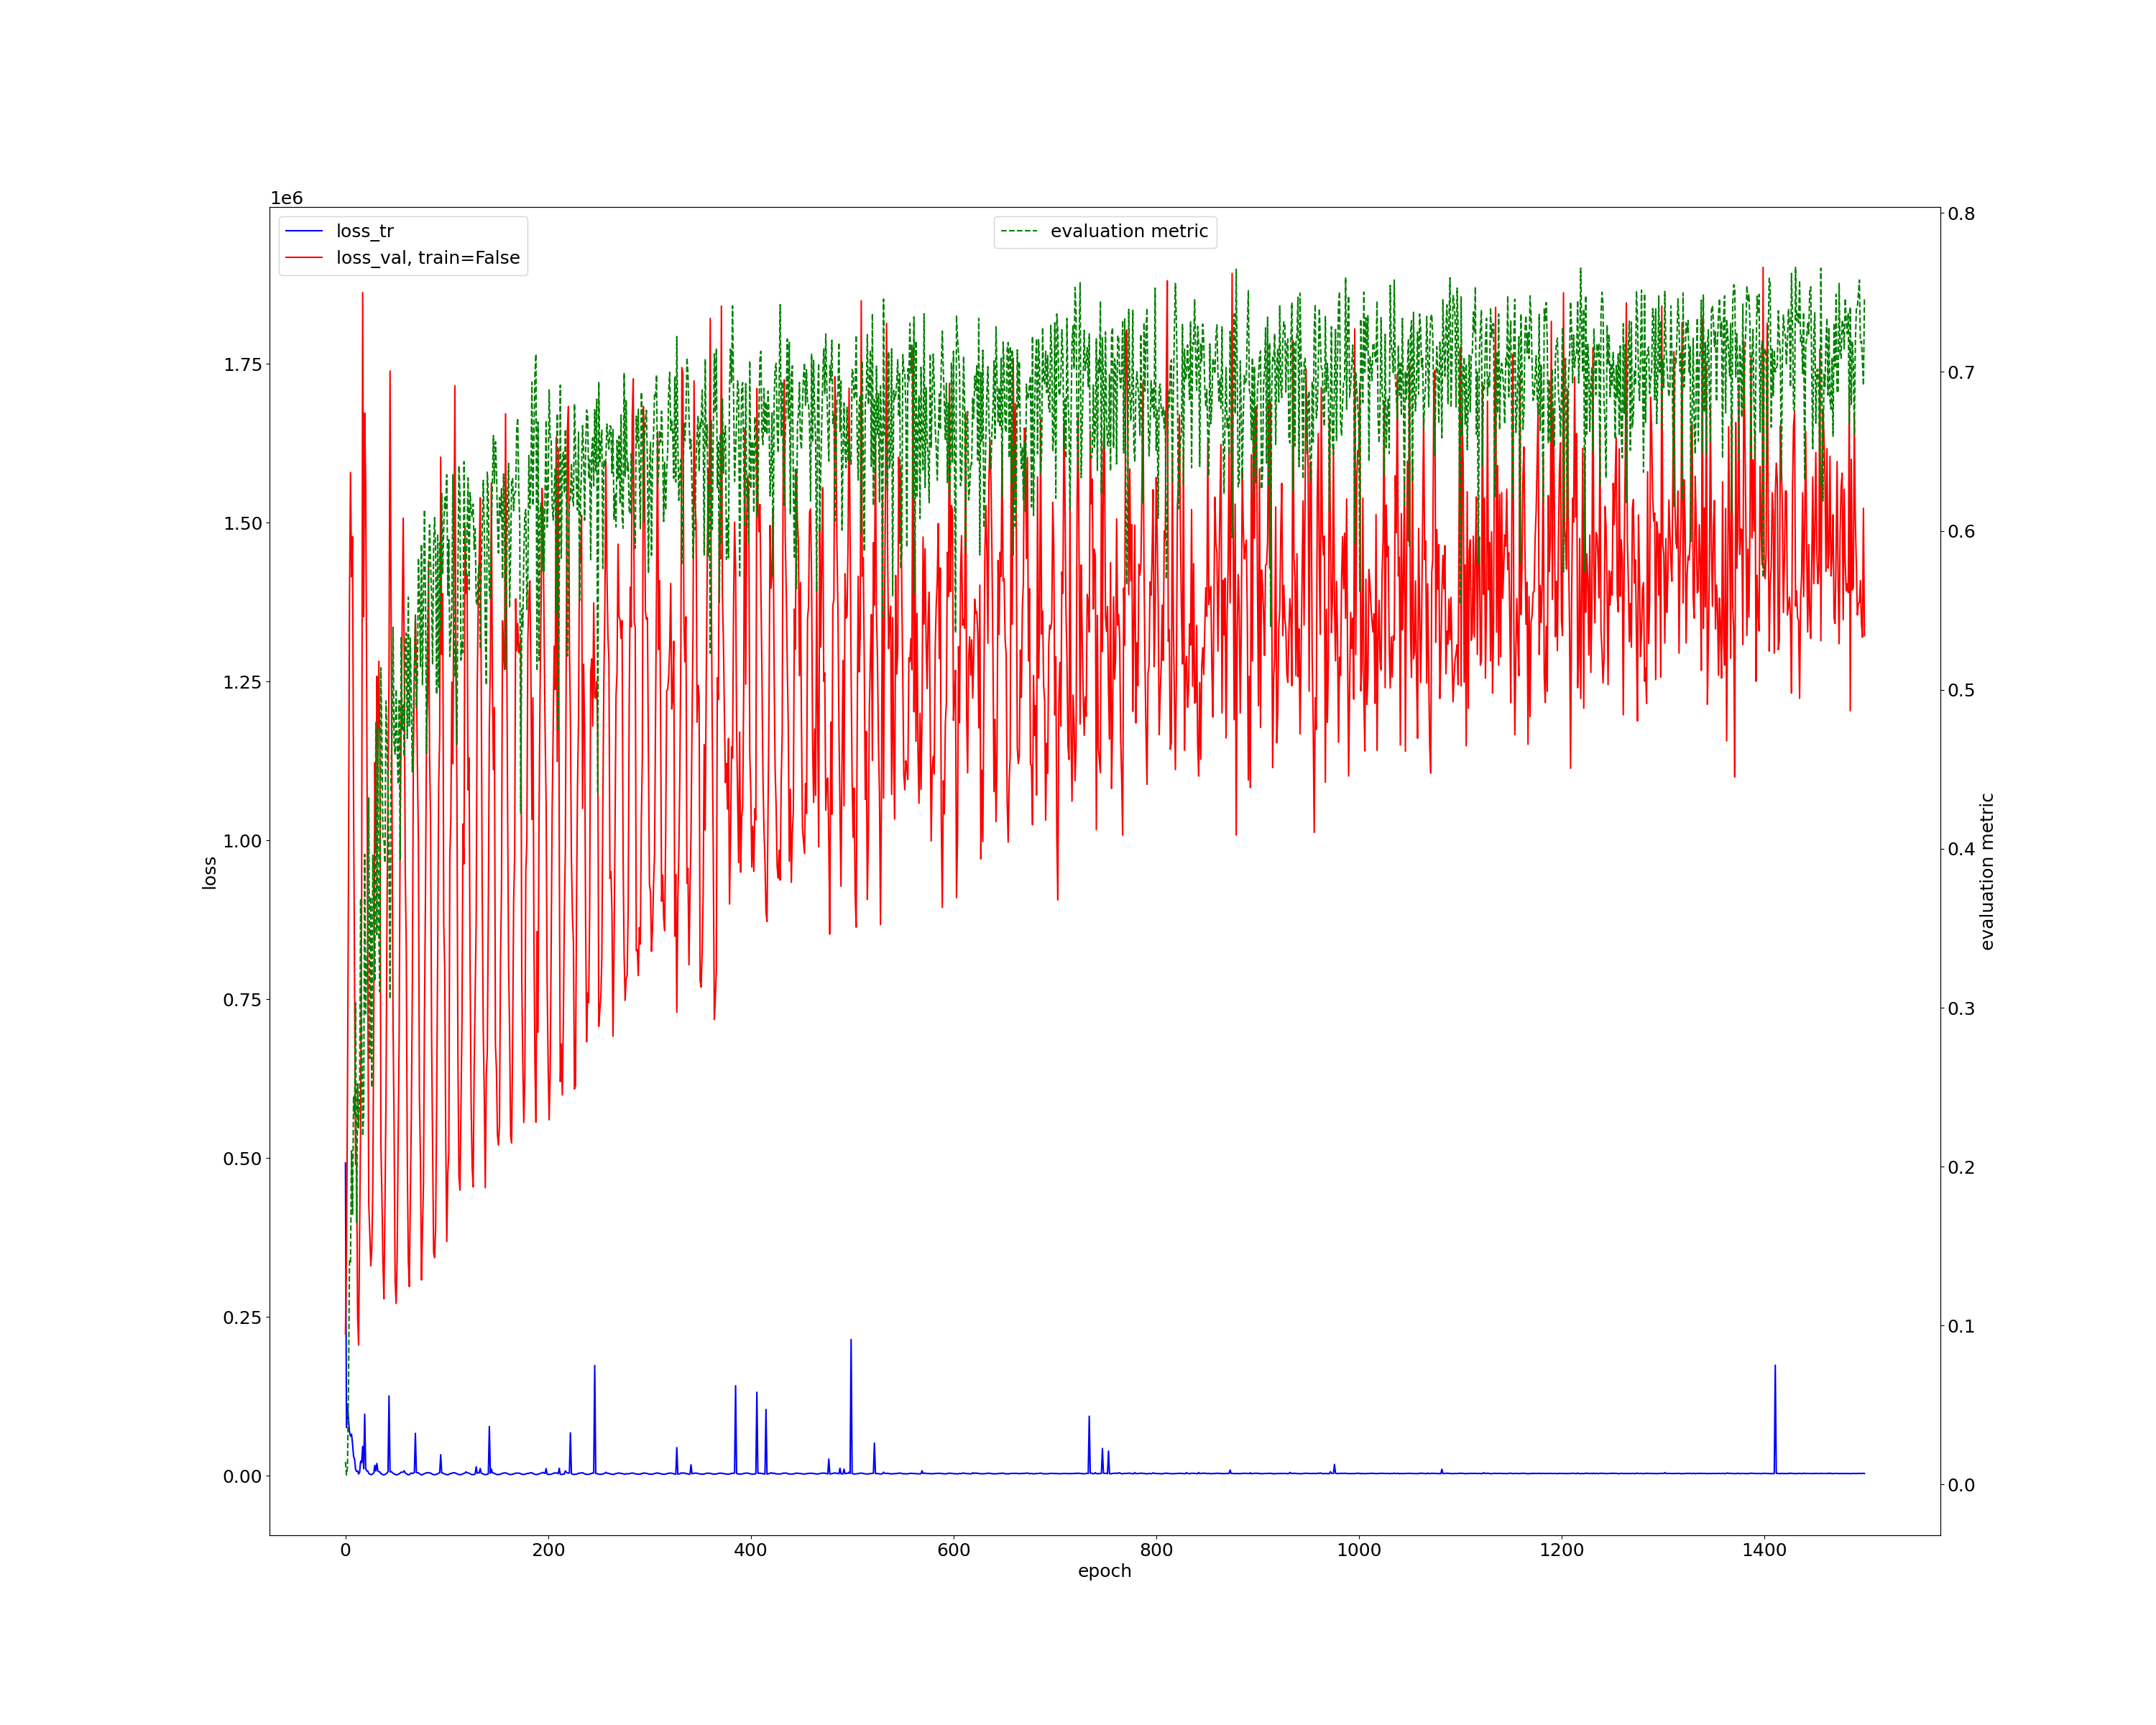 1e6
loss_tr
loss_val, train=False
evaluation metric
1.75
1.50
1.25
1.00
0.75
0.50
0.25
0.00
loss
0.8
0.7
0.6
0.5
0.4
0.3
0.2
0.1
0.0
evaluation metric
0 200 400 600 800 1000 1200 1400
epoch